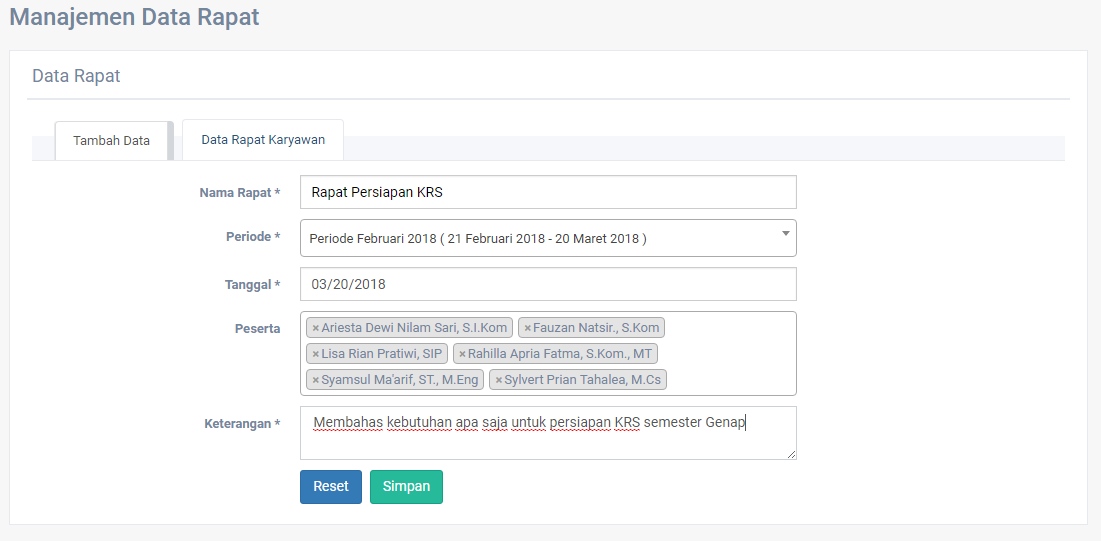 Manajemen Data Rapat
Data Rapat
Tambah Data
Data Rapat Karyawan
Nama Rapat *
Rapat Persiapan KRS
Periode *
Periode Februari 2018 ( 21 Februari 2018 - 20 Maret 2018 )
Tanggal *
03/20/2018
Peserta
×Ariesta Dewi Nilam Sari, S.I.Kom ×Fauzan Natsir., S.Kom
×Lisa Rian Pratiwi, SIP ×Rahilla Apria Fatma, S.Kom., MT
×Syamsul Ma'arif, ST., M.Eng ×Sylvert Prian Tahalea, M.Cs
Keterangan *
Membahas kebutuhan apa saja untuk persiapan KRS semester Genap
Reset Simpan